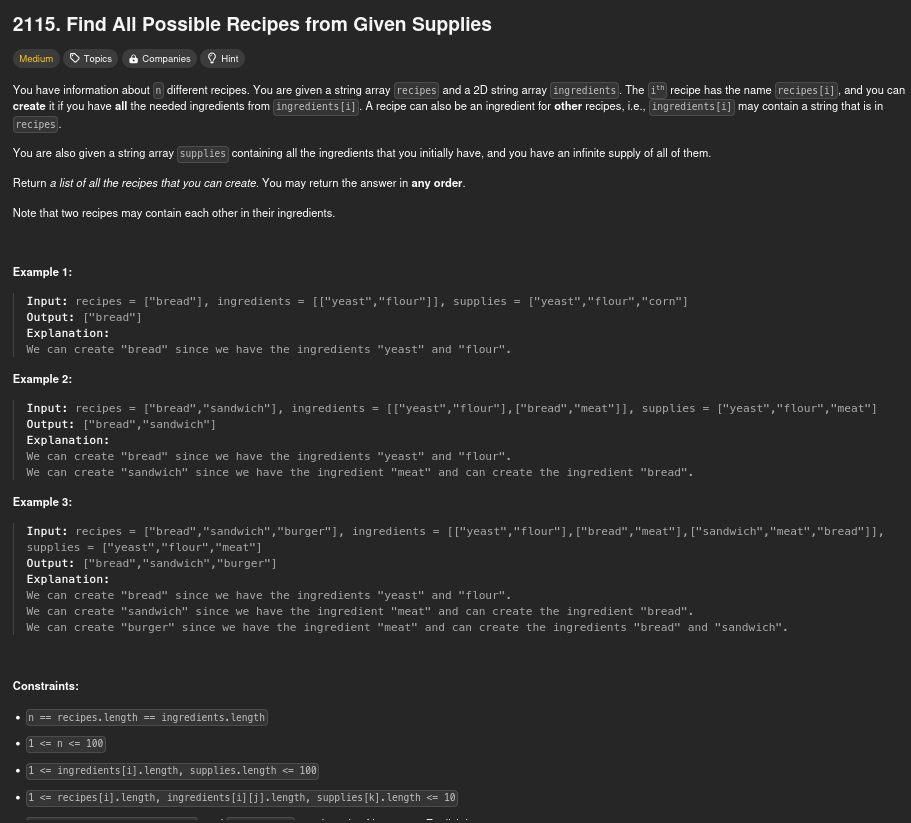 2115. Find All Possible Recipes from Given Supplies
Medium Topics Companies Hint
You have information about n different recipes. You are given a string array recipes and a 2D string array ingredients. The ith recipe has the name recipes[i], and you can
create it if you have all the needed ingredients from ingredients[i]. A recipe can also be an ingredient for other recipes, i.e., ingredients[i] may contain a string that is in
recipes.
You are also given a string array supplies containing all the ingredients that you initially have, and you have an infinite supply of all of them.
Return a list of all the recipes that you can create. You may return the answer in any order.
Note that two recipes may contain each other in their ingredients.
Example 1:
Input: recipes = ["bread"], ingredients = [["yeast","flour"]], supplies = ["yeast","flour","corn"]
Output: ["bread"]
Explanation:
We can create "bread" since we have the ingredients "yeast" and "flour".
Example 2:
Input: recipes = ["bread","sandwich"], ingredients = [["yeast","flour"],["bread","meat"]], supplies = ["yeast","flour","meat"]
Output: ["bread","sandwich"]
Explanation:
We can create "bread" since we have the ingredients "yeast" and "flour".
We can create "sandwich" since we have the ingredient "meat" and can create the ingredient "bread".
Example 3:
Input: recipes = ["bread","sandwich","burger"], ingredients = [["yeast","flour"],["bread","meat"],["sandwich","meat","bread"]],
supplies = ["yeast","flour","meat"]
Output: ["bread","sandwich","burger"]
Explanation:
We can create "bread" since we have the ingredients "yeast" and "flour".
We can create "sandwich" since we have the ingredient "meat" and can create the ingredient "bread".
We can create "burger" since we have the ingredient "meat" and can create the ingredients "bread" and "sandwich".
Constraints:
• n == recipes.length == ingredients.length
• 1 <= n <= 100
• 1 <= ingredients[i].length, supplies.length <= 100
• 1 <= recipes[i].length, ingredients[i][j].length, supplies[k].length <= 10